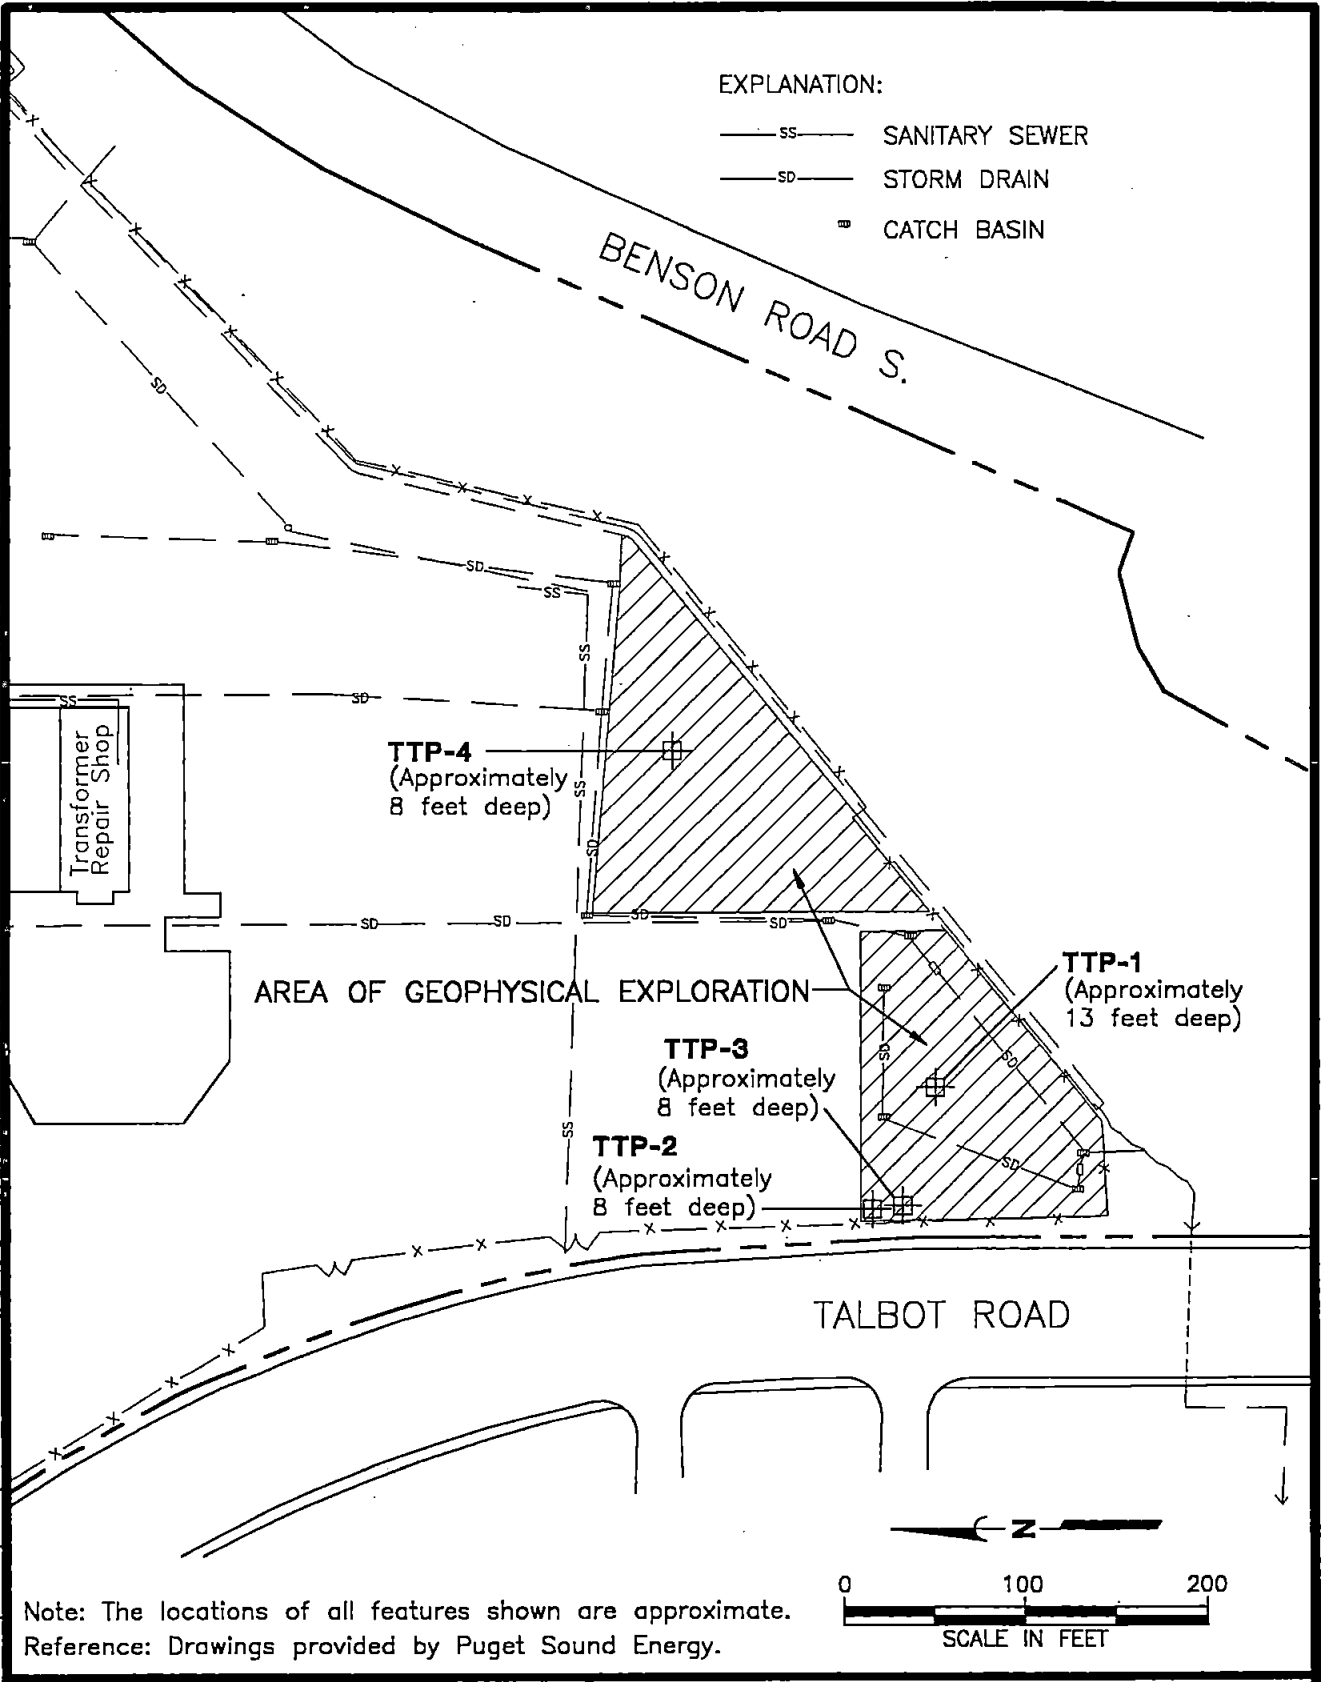 EXPLANATION:
SS SANITARY SEWER
SD STORM DRAIN
CATCH BASIN
BENSON ROAD S.
SD
SD
SS
SS
SD
SS
Transformer
Repair Shop
TTP-4
(Approximately
8 feet deep)
SS
SD
SD
SD
SD
SD
AREA OF GEOPHYSICAL EXPLORATION
TTP-1
(Approximately
13 feet deep)
SD
SD
TTP-3
(Approximately
8 feet deep)
SS
TTP-2
(Approximately
8 feet deep)
SD
TALBOT ROAD
N
0 100 200
SCALE IN FEET
Note: The locations of all features shown are approximate.
Reference: Drawings provided by Puget Sound Energy.